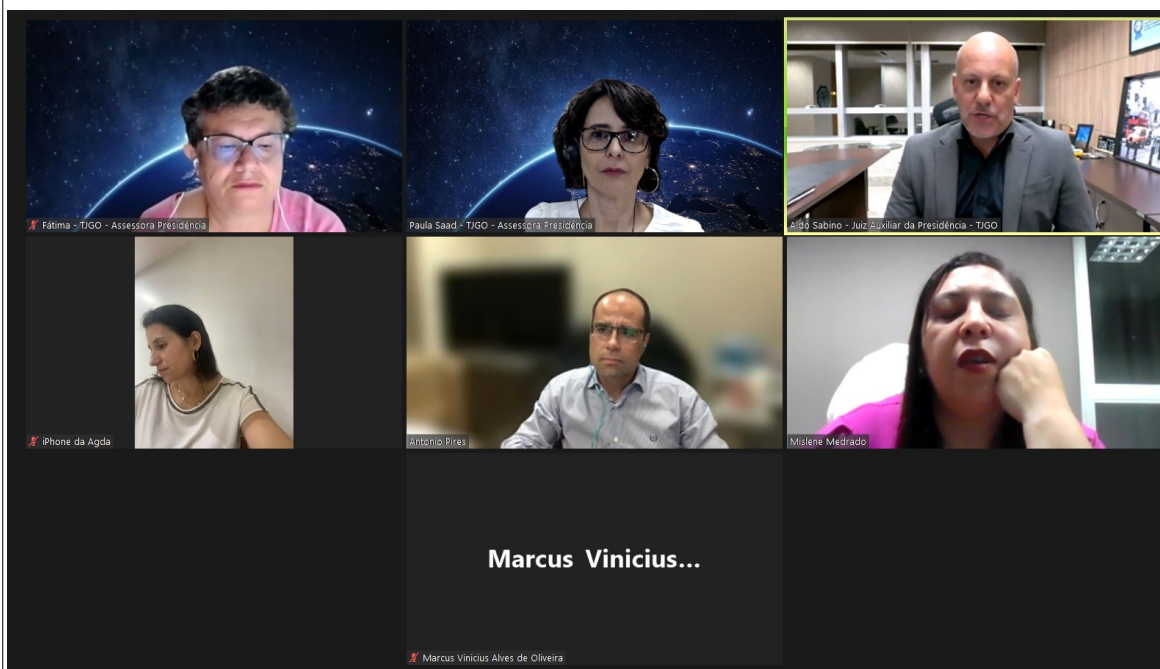 Fátima - TJGO - Assessora Presidência
Paula Saad - TJGO - Assessora Presidência
Aldo Sabino - Juiz Auxiliar da Presidência - TJGO
iPhone da Agda
Antonio Pires
Mislene Medrado
Marcus Vinicius...
Marcus Vinicius Alves de Oliveira